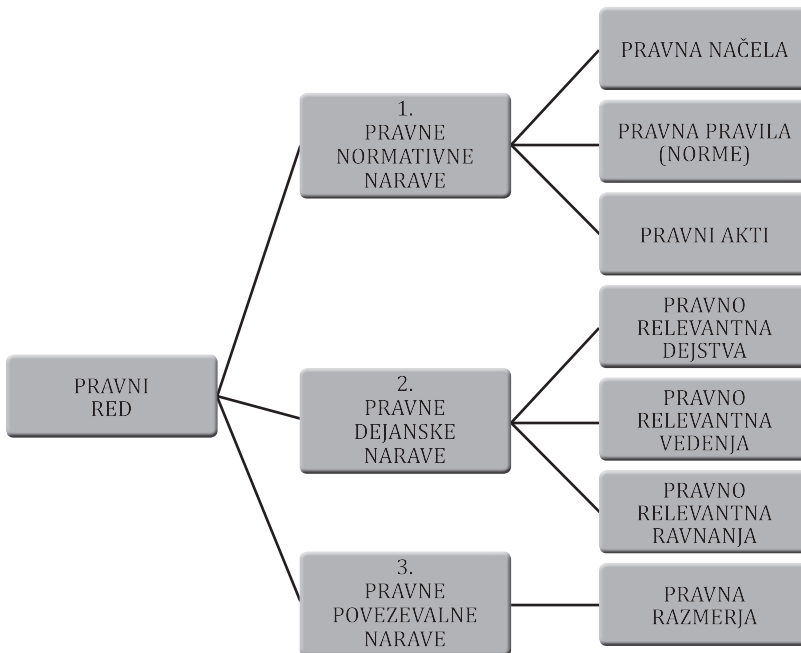 PRAVNI
RED
1.
PRAVNE
NORMATIVNE
NARAVE
PRAVNA NAČELA
PRAVNA PRAVILA
(NORME)
PRAVNI AKTI
2.
PRAVNE
DEJANSKE
NARAVE
PRAVNO
RELEVANTNA
DEJSTVA
PRAVNO
RELEVANTNA
VEDENJA
PRAVNO
RELEVANTNA
RAVNANJA
3.
PRAVNE
POVEZEVALNE
NARAVE
PRAVNA
RAZMERJA